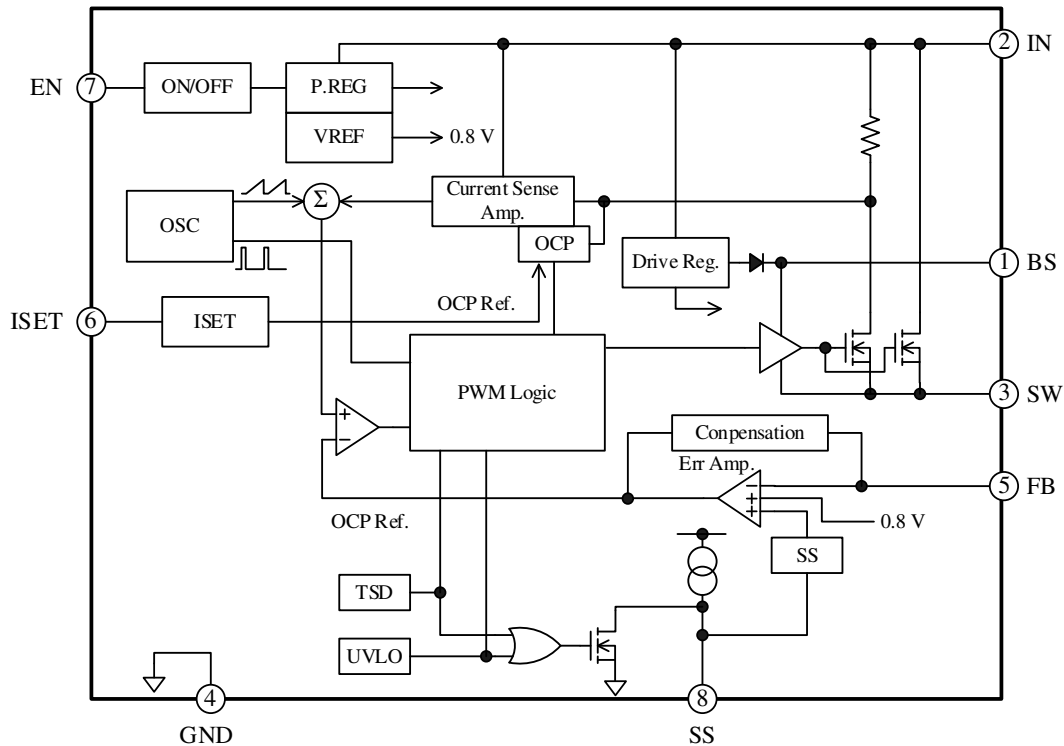 2 IN
EN 7
ON/OFF
P.REG
VREF
0.8 V
OSC
Σ
Current Sense
Amp.
OCP
Drive Reg.
1 BS
OCP Ref.
ISET 6
ISET
PWM Logic
3 SW
+
−
Conpensation
Err Amp.
−
+
+
5 FB
0.8 V
OCP Ref.
SS
TSD
UVLO
4
GND
8
SS